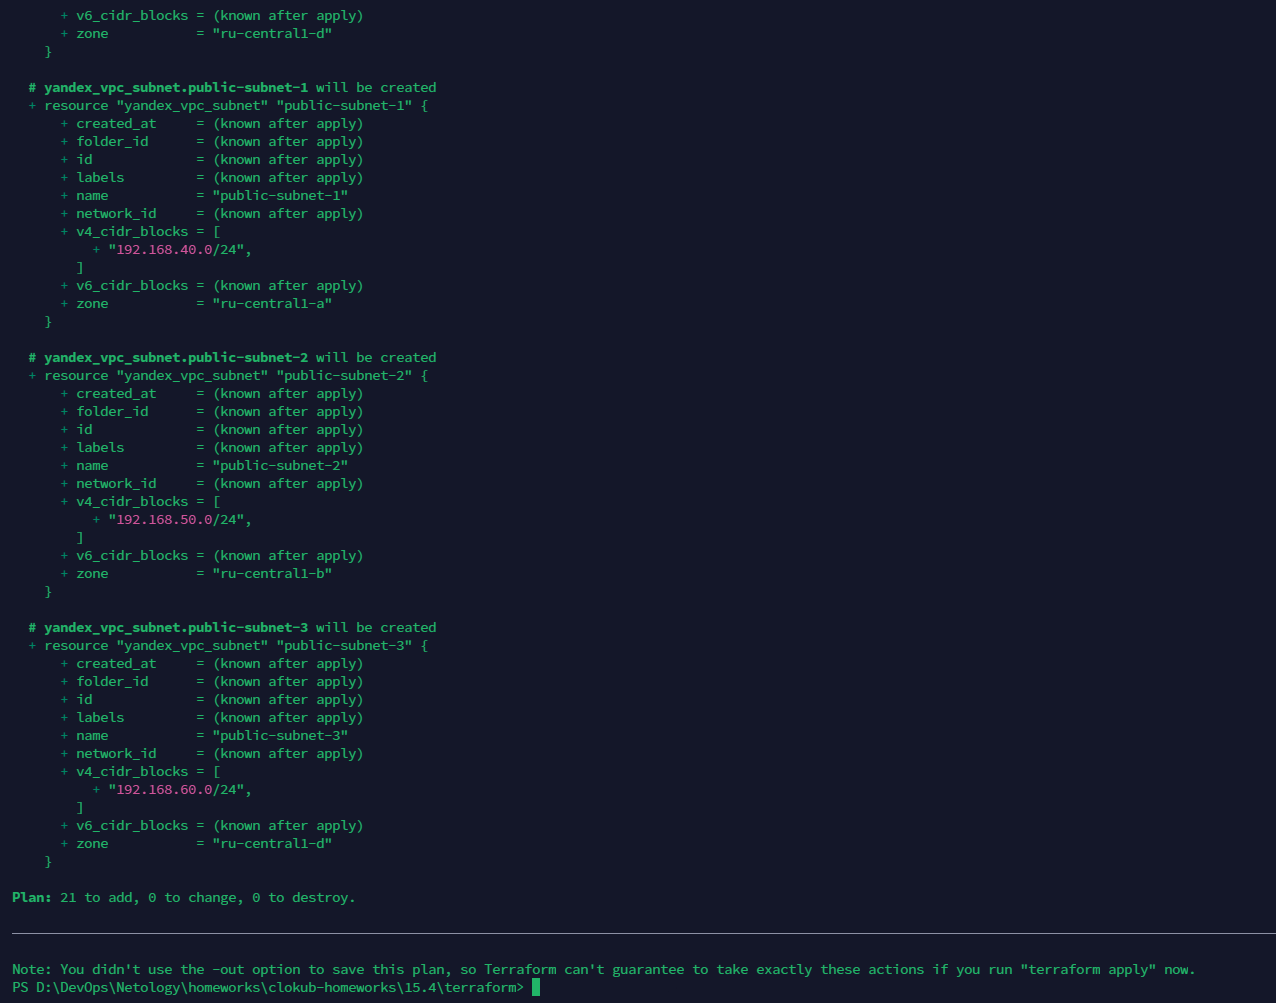 + v6_cidr_blocks = (known after apply)
      + zone           = "ru-central1-d"
    }

  # yandex_vpc_subnet.public-subnet-1 will be created
  + resource "yandex_vpc_subnet" "public-subnet-1" {
      + created_at     = (known after apply)
      + folder_id      = (known after apply)
      + id             = (known after apply)
      + labels         = (known after apply)
      + name           = "public-subnet-1"
      + network_id     = (known after apply)
      + v4_cidr_blocks = [
          + "192.168.40.0/24",
        ]
      + v6_cidr_blocks = (known after apply)
      + zone           = "ru-central1-a"
    }

  # yandex_vpc_subnet.public-subnet-2 will be created
  + resource "yandex_vpc_subnet" "public-subnet-2" {
      + created_at     = (known after apply)
      + folder_id      = (known after apply)
      + id             = (known after apply)
      + labels         = (known after apply)
      + name           = "public-subnet-2"
      + network_id     = (known after apply)
      + v4_cidr_blocks = [
          + "192.168.50.0/24",
        ]
      + v6_cidr_blocks = (known after apply)
      + zone           = "ru-central1-b"
    }

  # yandex_vpc_subnet.public-subnet-3 will be created
  + resource "yandex_vpc_subnet" "public-subnet-3" {
      + created_at     = (known after apply)
      + folder_id      = (known after apply)
      + id             = (known after apply)
      + labels         = (known after apply)
      + name           = "public-subnet-3"
      + network_id     = (known after apply)
      + v4_cidr_blocks = [
          + "192.168.60.0/24",
        ]
      + v6_cidr_blocks = (known after apply)
      + zone           = "ru-central1-d"
    }

Plan: 21 to add, 0 to change, 0 to destroy.

Note: You didn't use the -out option to save this plan, so Terraform can't guarantee to take exactly these actions if you run "terraform apply" now.
PS D:\DevOps\Netology\homeworks\clokub-homeworks\15.4\terraform>